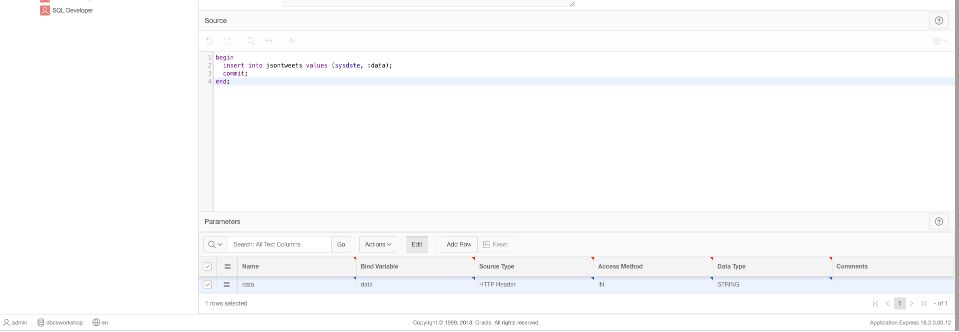 SQL Developer
Source
1 begin
2 insert into jsontweets values (sysdate, :data);
3 commit;
4 end;
Parameters
Search: All Text Columns Go Actions Edit Add Row Reset
Name Bind Variable Source Type Access Method Data Type Comments
data data HTTP Header IN STRING
1 rows selected 1 - of 1
admin dbcsworkshop en Copyright © 1999, 2018, Oracle. All rights reserved. Application Express 18.2.0.00.12